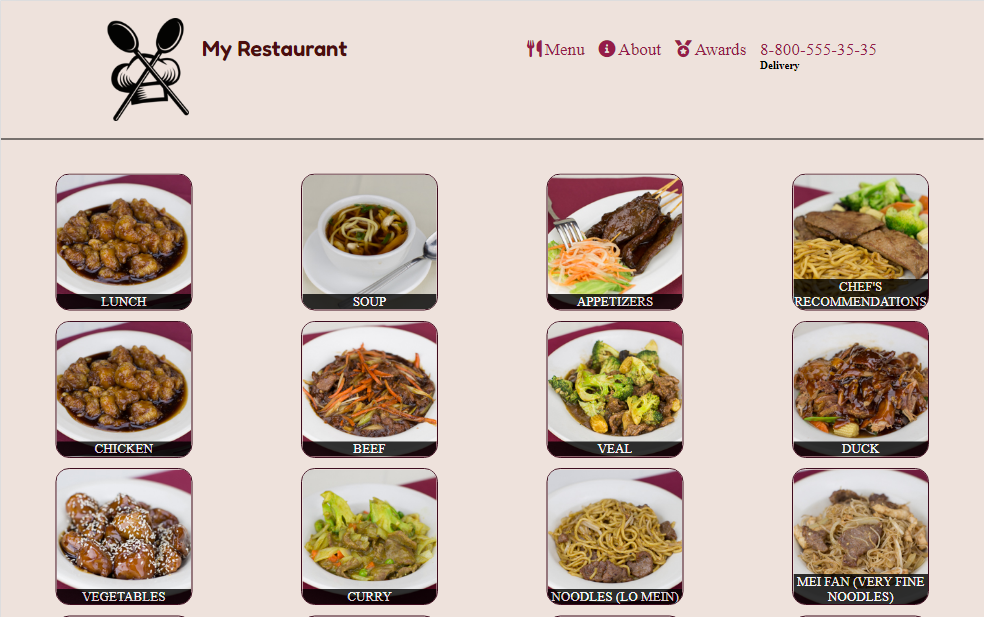 My Restaurant
Menu About Awards 8-800-555-35-35
Delivery
LUNCH
SOUP
APPETIZERS
CHEF'S
RECOMMENDATIONS
CHICKEN
BEEF
VEAL
DUCK
VEGETABLES
CURRY
NOODLES (LO MEIN)
MEI FAN (VERY FINE
NOODLES)